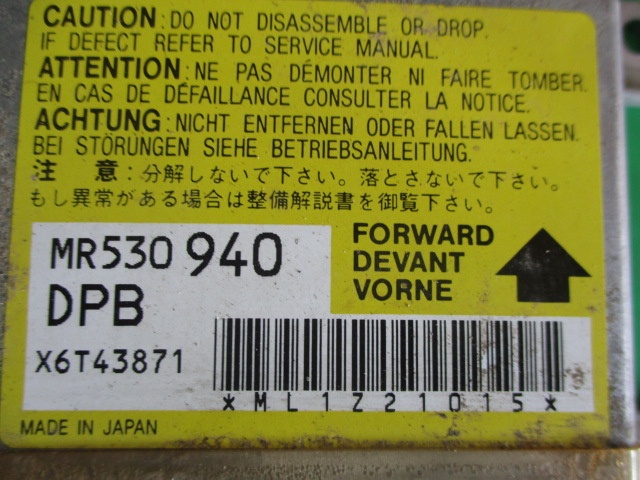 CAUTION: DO NOT DISASSEMBLE OR DROP.
IF DEFECT REFER TO SERVICE MANUAL.
ATTENTION: NE PAS DÉMONTER NI FAIRE TOMBER.
EN CAS DE DÉFAILLANCE CONSULTER LA NOTICE.
ACHTUNG: NICHT ENTFERNEN ODER FALLEN LASSEN.
BEI STÖRUNGEN SIEHE BETRIEBSANLEITUNG.
注 意:分解しないで下さい。落とさないで下さい。
もし異常がある場合は整備解説書を御覧下さい。
MR530 940
DPB
X6T43871
FORWARD
DEVANT
VORNE
*ML1Z21015*
MADE IN JAPAN